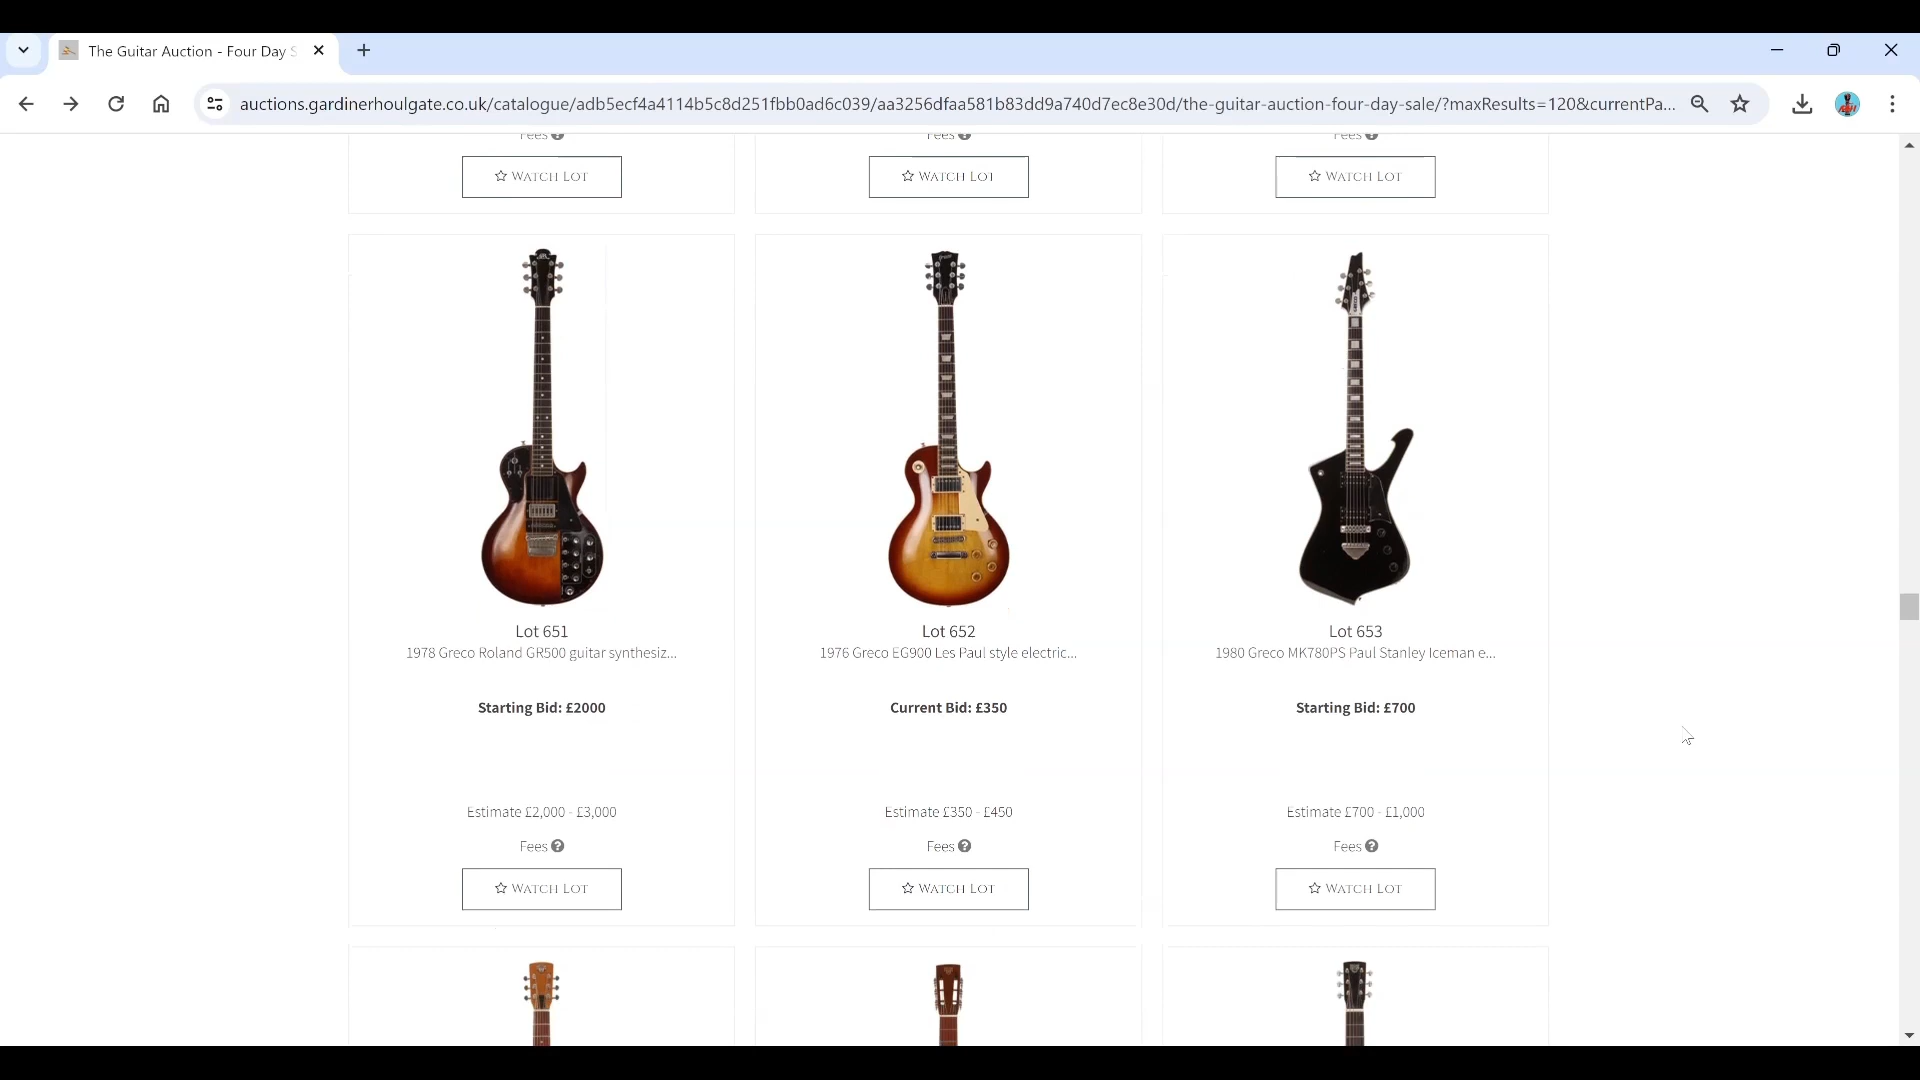 The Guitar Auction - Four Day S
auctions.gardinerhoulgate.co.uk/catalogue/adb5ecf4a4114b5c8d251fbb0ad6c039/aa3256dfaa581b83dd9a740d7ec8e30d/the-guitar-auction-four-day-sale/?maxResults=120&currentPa...
Fees Fees Fees
WATCH LOT WATCH LOT WATCH LOT
Lot 651 Lot 652 Lot 653
1978 Greco Roland GR500 guitar synthesiz... 1976 Greco EG900 Les Paul style electric... 1980 Greco MK780PS Paul Stanley Iceman e...
Starting Bid: £2000 Current Bid: £350 Starting Bid: £700
Estimate £2,000 - £3,000 Estimate £350 - £450 Estimate £700 - £1,000
Fees Fees Fees
WATCH LOT WATCH LOT WATCH LOT